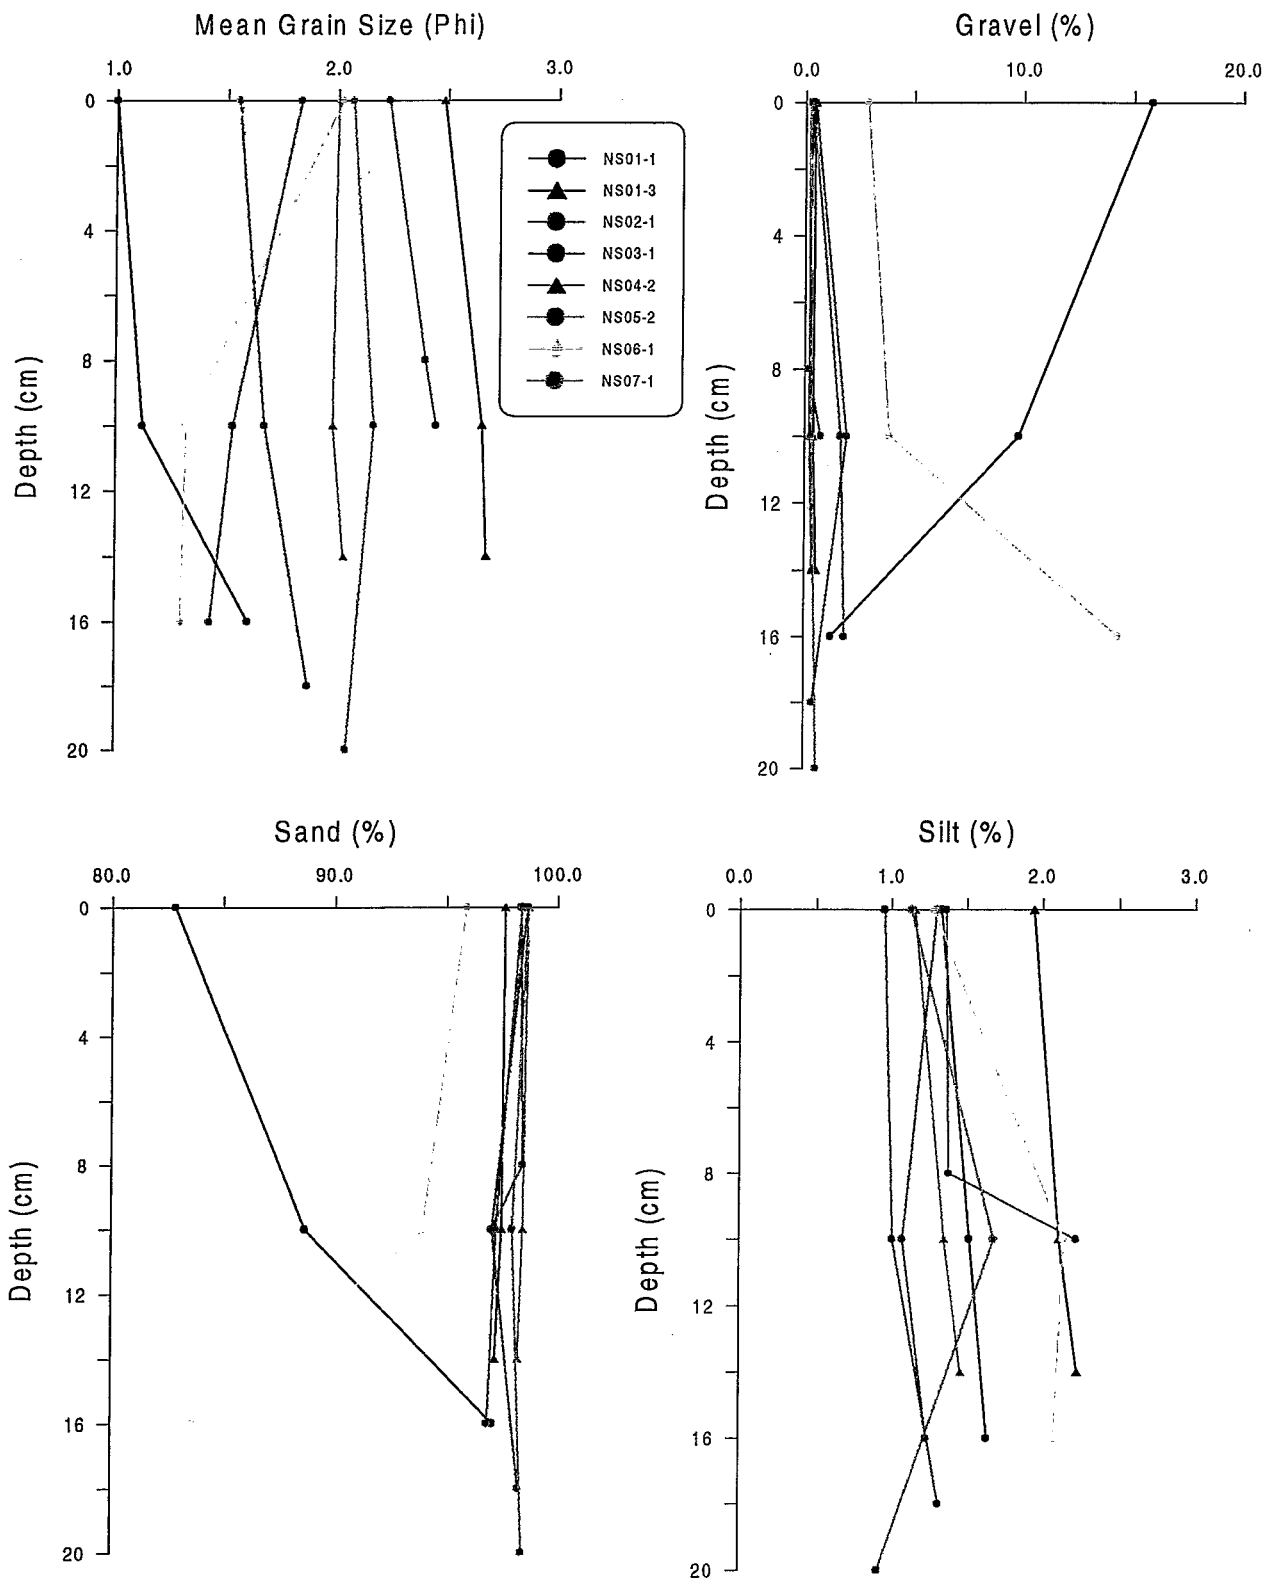 Mean Grain Size (Phi)
1.0 2.0 3.0
0
4
8
12
16
20
Depth (cm)
NS01-1
NS01-3
NS02-1
NS03-1
NS04-2
NS05-2
NS06-1
NS07-1
Gravel (%)
0.0 10.0 20.0
0
4
8
12
16
20
Depth (cm)
Sand (%)
80.0 90.0 100.0
0
4
8
12
16
20
Depth (cm)
Silt (%)
0.0 1.0 2.0 3.0
0
4
8
12
16
20
Depth (cm)